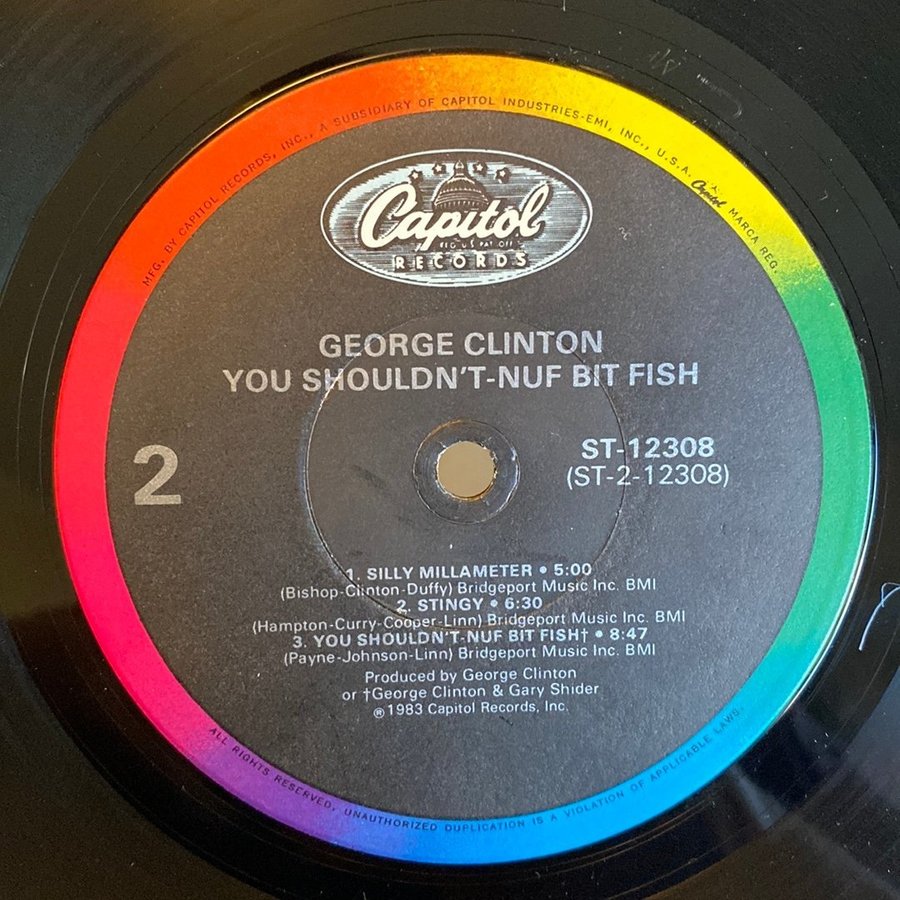 MFG. BY CAPITOL RECORDS, INC., A SUBSIDIARY OF CAPITOL INDUSTRIES-EMI, INC., U.S.A. Capitol MARCA REG.
Capitol
REG. U.S. PAT. OFF.
RECORDS
GEORGE CLINTON
YOU SHOULDN'T-NUF BIT FISH
2
ST-12308
(ST-2-12308)
1. SILLY MILLAMETER • 5:00
(Bishop-Clinton-Duffy) Bridgeport Music Inc. BMI
2. STINGY • 6:30
(Hampton-Curry-Cooper-Linn) Bridgeport Music Inc. BMI
3. YOU SHOULDN'T-NUF BIT FISH† • 8:47
(Payne-Johnson-Linn) Bridgeport Music Inc. BMI
Produced by George Clinton
or †George Clinton & Gary Shider
℗ 1983 Capitol Records, Inc.
ALL RIGHTS RESERVED. UNAUTHORIZED DUPLICATION IS A VIOLATION OF APPLICABLE LAWS.